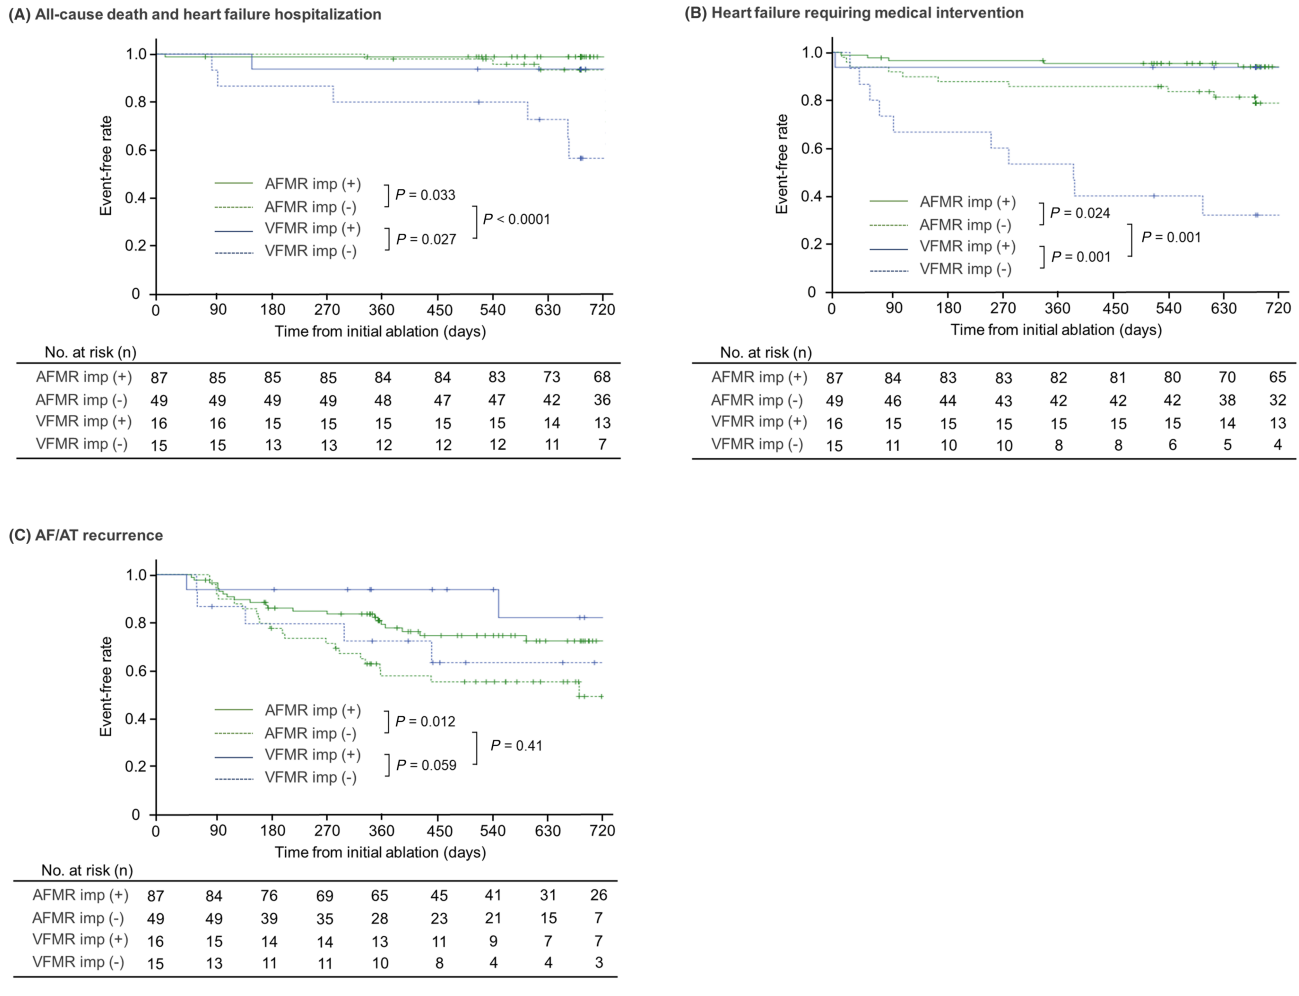 (A) All-cause death and heart failure hospitalization
Event-free rate
1.0
0.8
0.6
0.4
0.2
0
AFMR imp (+)
AFMR imp (-)
VFMR imp (+)
VFMR imp (-)
P = 0.033
P = 0.027
P < 0.0001
0 90 180 270 360 450 540 630 720
Time from initial ablation (days)
No. at risk (n)
AFMR imp (+) 87 85 85 85 84 84 83 73 68
AFMR imp (-) 49 49 49 49 48 47 47 42 36
VFMR imp (+) 16 16 15 15 15 15 15 14 13
VFMR imp (-) 15 15 13 13 12 12 12 11 7
(B) Heart failure requiring medical intervention
Event-free rate
1.0
0.8
0.6
0.4
0.2
0
AFMR imp (+)
AFMR imp (-)
VFMR imp (+)
VFMR imp (-)
P = 0.024
P = 0.001
P = 0.001
0 90 180 270 360 450 540 630 720
Time from initial ablation (days)
No. at risk (n)
AFMR imp (+) 87 84 83 83 82 81 80 70 65
AFMR imp (-) 49 46 44 43 42 42 42 38 32
VFMR imp (+) 16 15 15 15 15 15 15 14 13
VFMR imp (-) 15 11 10 10 8 8 6 5 4
(C) AF/AT recurrence
Event-free rate
1.0
0.8
0.6
0.4
0.2
0
AFMR imp (+)
AFMR imp (-)
VFMR imp (+)
VFMR imp (-)
P = 0.012
P = 0.059
P = 0.41
0 90 180 270 360 450 540 630 720
Time from initial ablation (days)
No. at risk (n)
AFMR imp (+) 87 84 76 69 65 45 41 31 26
AFMR imp (-) 49 49 39 35 28 23 21 15 7
VFMR imp (+) 16 15 14 14 13 11 9 7 7
VFMR imp (-) 15 13 11 11 10 8 4 4 3